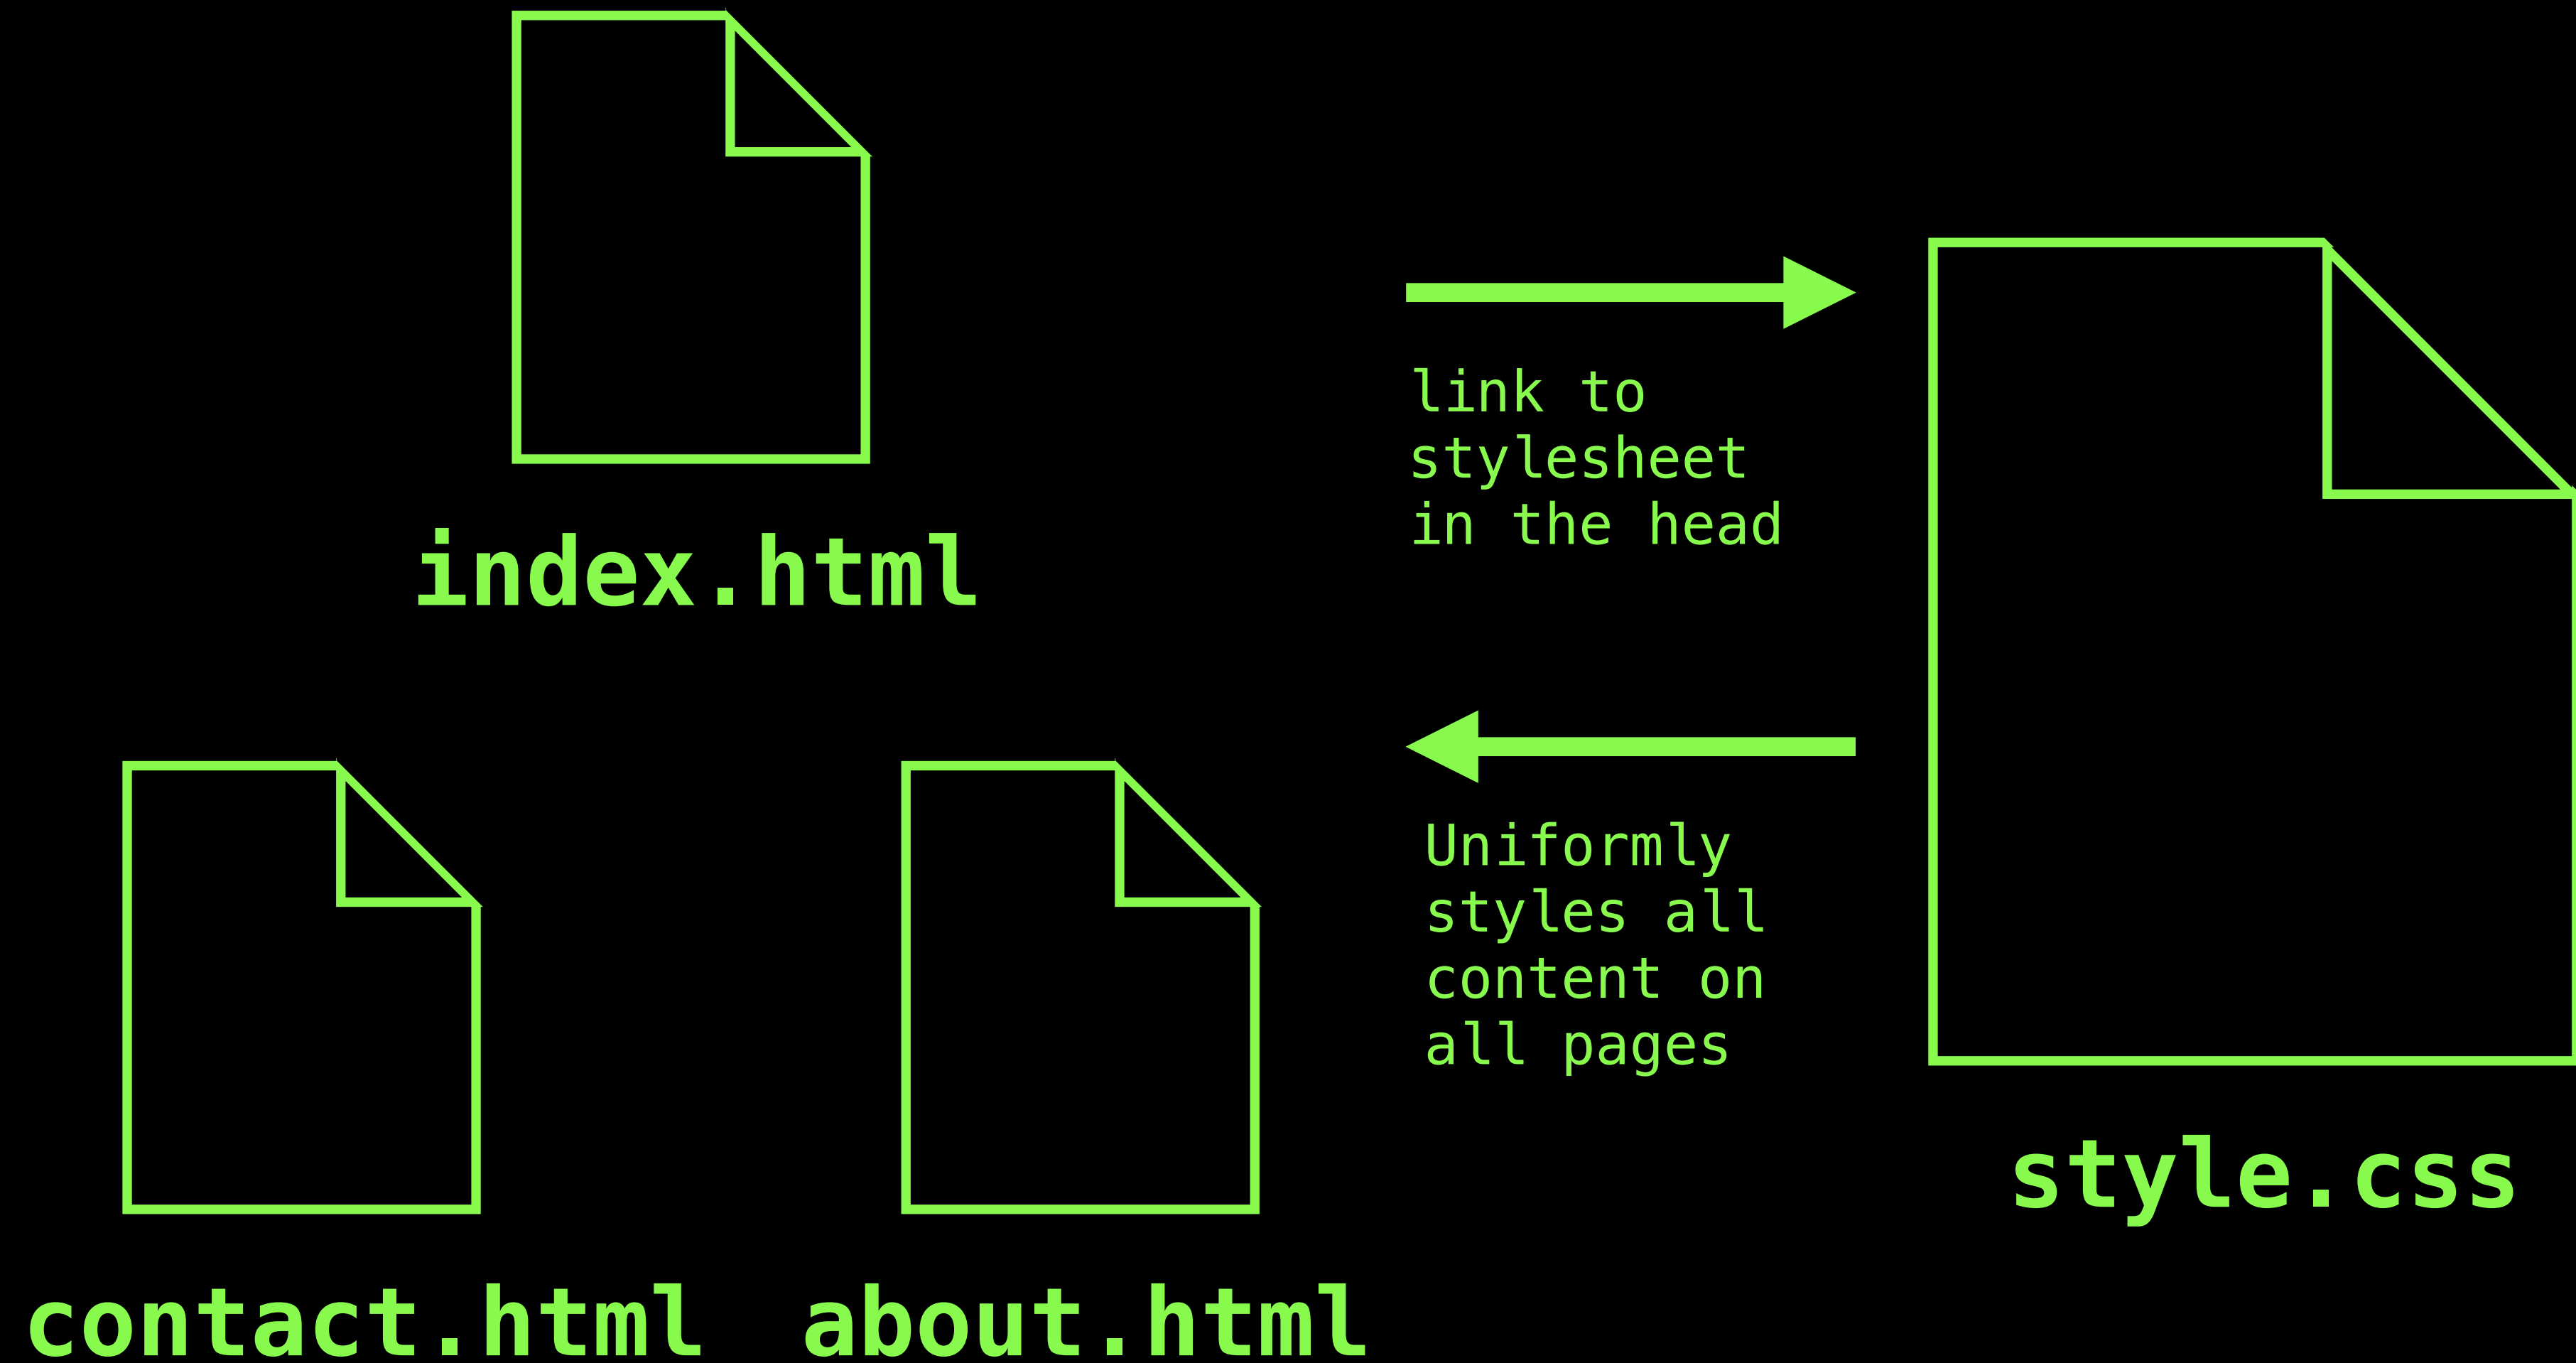 index.html
link to
stylesheet
in the head
Uniformly
styles all
content on
all pages
style.css
contact.html
about.html